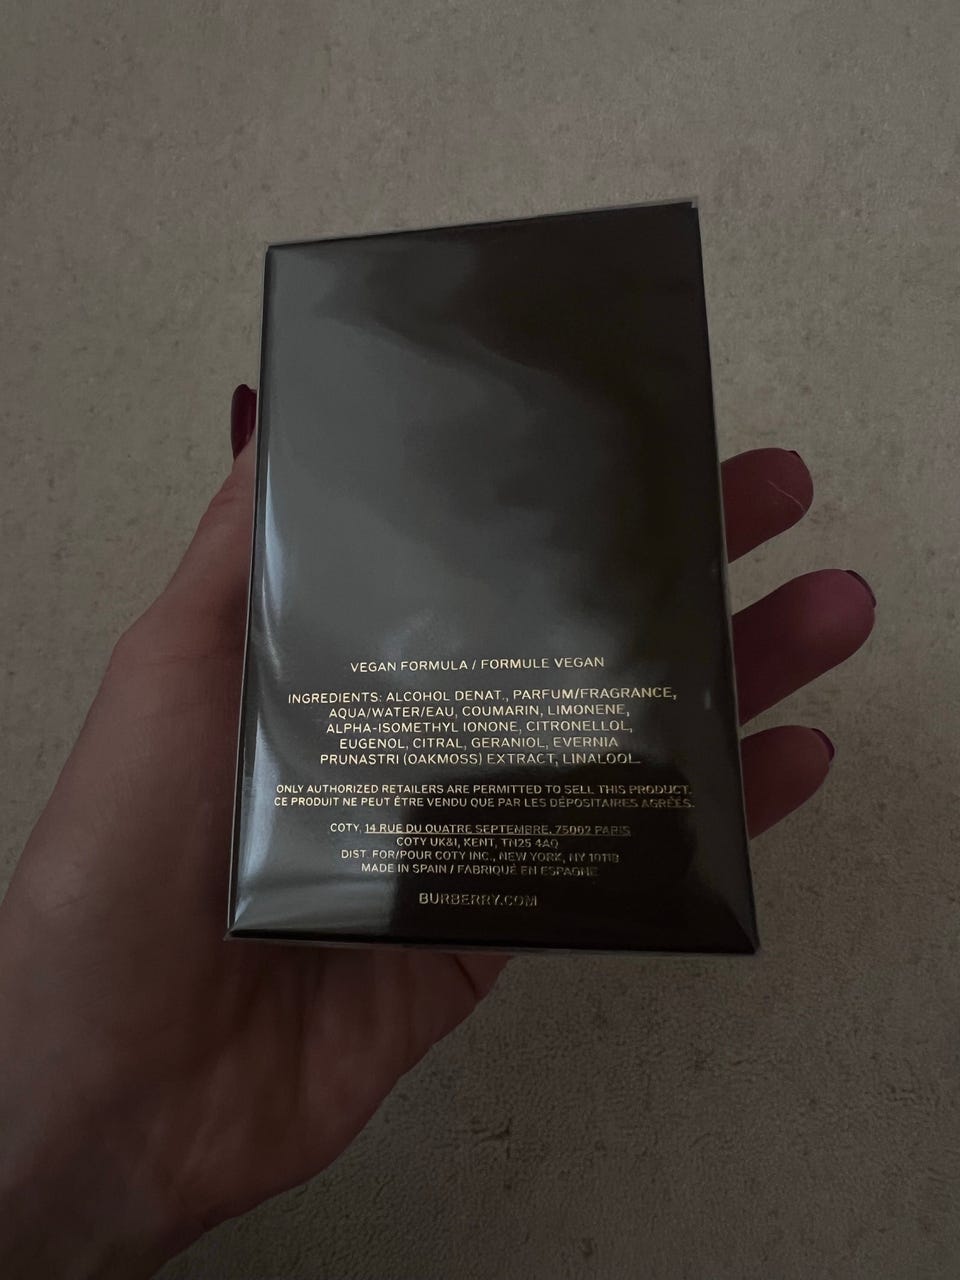 VEGAN FORMULA / FORMULE VEGAN
INGREDIENTS: ALCOHOL DENAT., PARFUM/FRAGRANCE,
AQUA/WATER/EAU, COUMARIN, LIMONENE,
ALPHA-ISOMETHYL IONONE, CITRONELLOL,
EUGENOL, CITRAL, GERANIOL, EVERNIA
PRUNASTRI (OAKMOSS) EXTRACT, LINALOOL.
ONLY AUTHORIZED RETAILERS ARE PERMITTED TO SELL THIS PRODUCT.
CE PRODUIT NE PEUT ÊTRE VENDU QUE PAR LES DÉPOSITAIRES AGRÉÉS.
COTY, 14 RUE DU QUATRE SEPTEMBRE, 75002 PARIS
COTY UK&I, KENT, TN25 4AQ
DIST. FOR/POUR COTY INC., NEW YORK, NY 10118
MADE IN SPAIN / FABRIQUÉ EN ESPAGNE
BURBERRY.COM